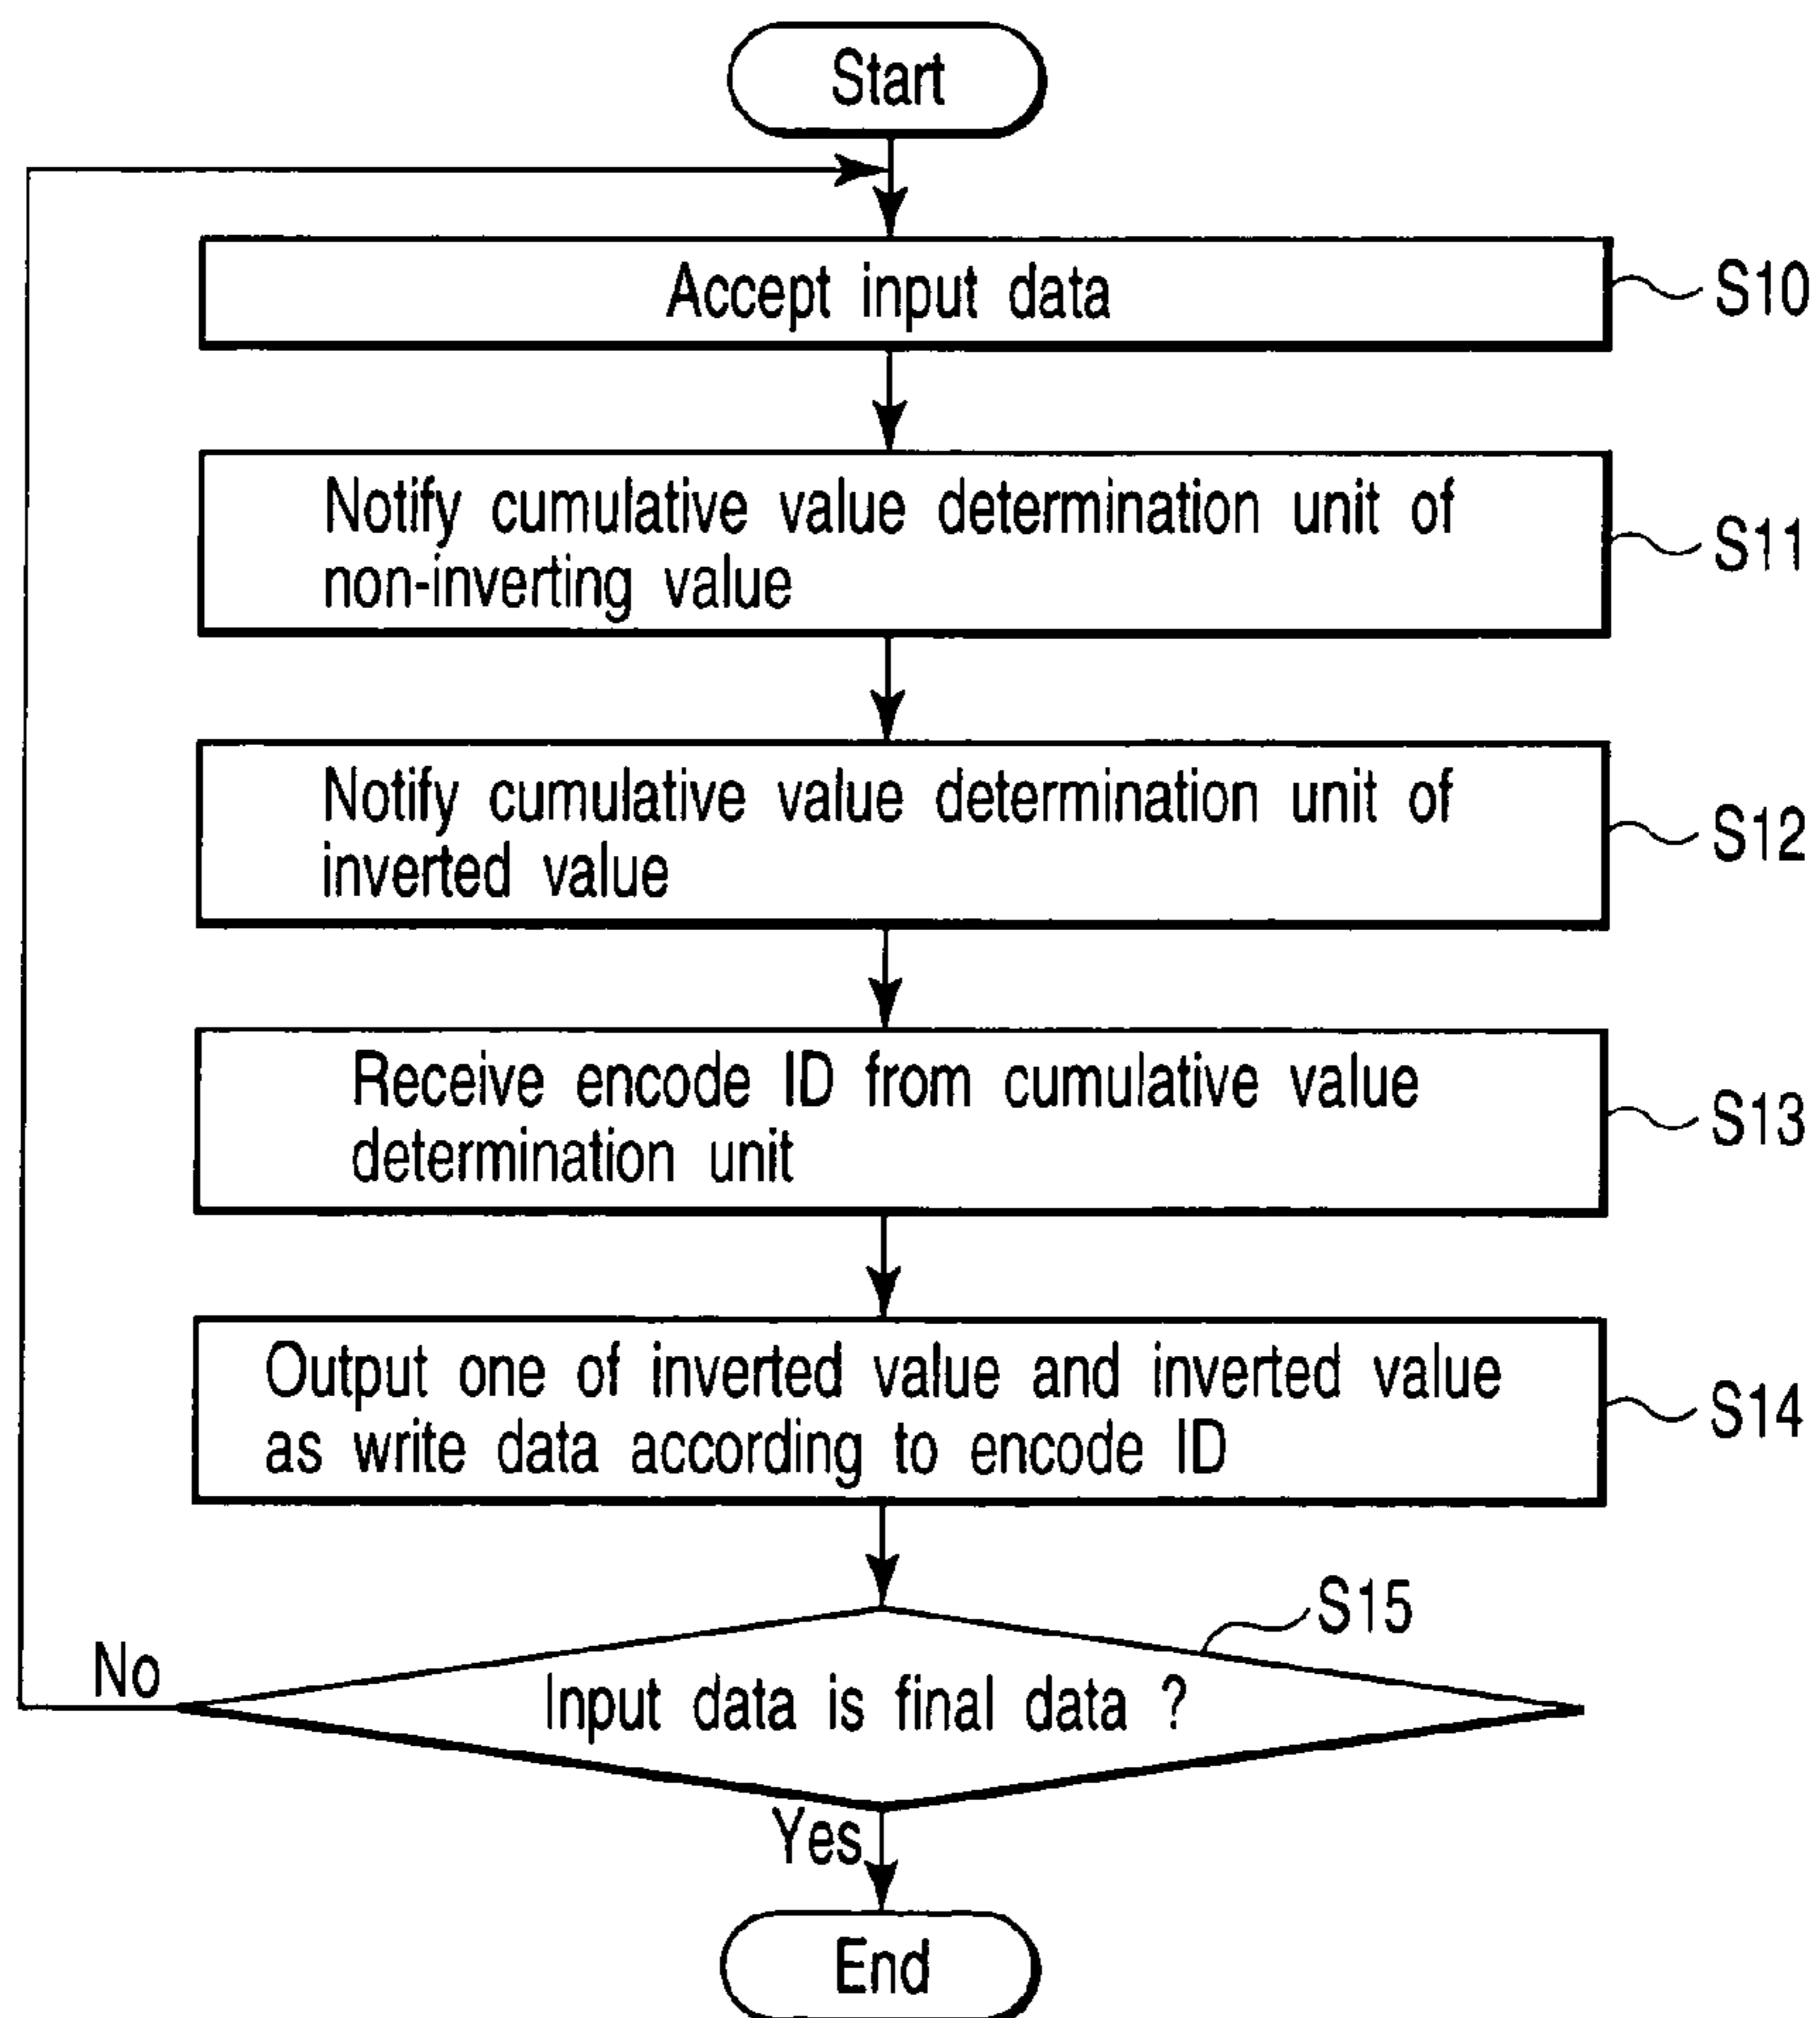 Start
Accept input data
S10
Notify cumulative value determination unit of
non-inverting value
S11
Notify cumulative value determination unit of
inverted value
S12
Receive encode ID from cumulative value
determination unit
S13
Output one of inverted value and inverted value
as write data according to encode ID
S14
S15
Input data is final data ?
No
Yes
End